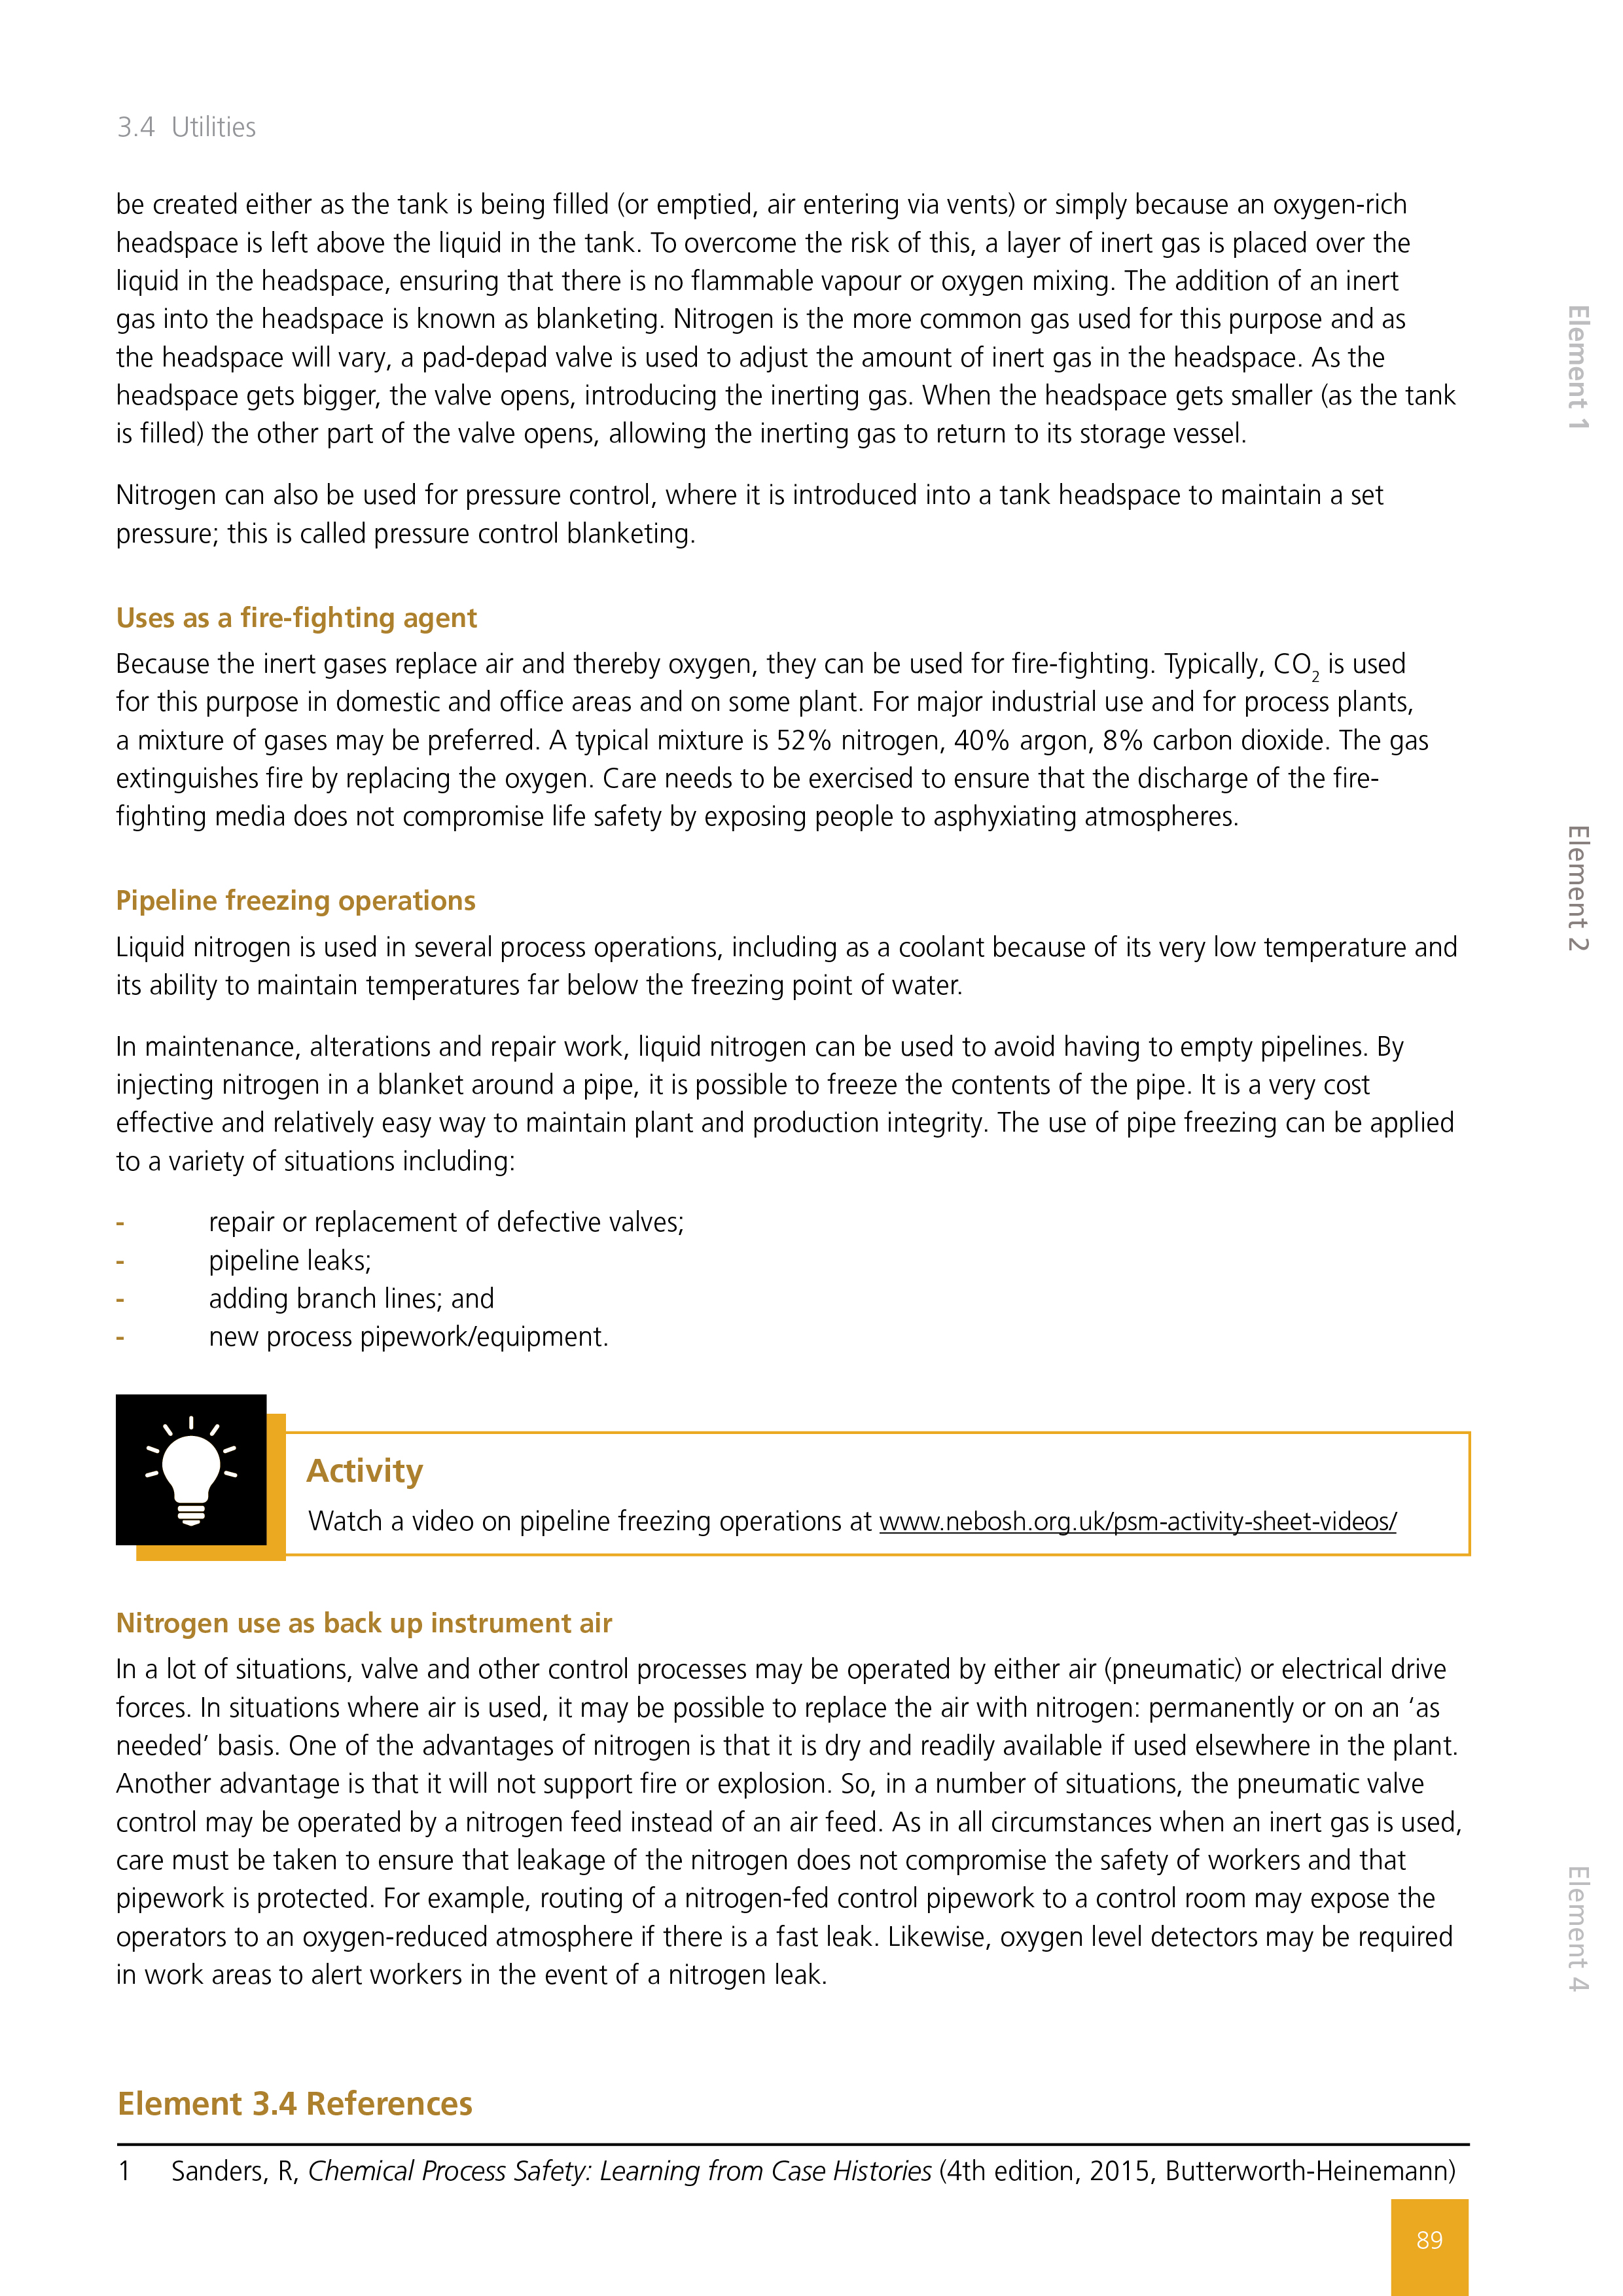 3.4 Utilities
be created either as the tank is being filled (or emptied, air entering via vents) or simply because an oxygen-rich
headspace is left above the liquid in the tank. To overcome the risk of this, a layer of inert gas is placed over the
liquid in the headspace, ensuring that there is no flammable vapour or oxygen mixing. The addition of an inert
gas into the headspace is known as blanketing. Nitrogen is the more common gas used for this purpose and as
the headspace will vary, a pad-depad valve is used to adjust the amount of inert gas in the headspace. As the
headspace gets bigger, the valve opens, introducing the inerting gas. When the headspace gets smaller (as the tank
is filled) the other part of the valve opens, allowing the inerting gas to return to its storage vessel.
Nitrogen can also be used for pressure control, where it is introduced into a tank headspace to maintain a set
pressure; this is called pressure control blanketing.
Uses as a fire-fighting agent
Because the inert gases replace air and thereby oxygen, they can be used for fire-fighting. Typically, CO₂ is used
for this purpose in domestic and office areas and on some plant. For major industrial use and for process plants,
a mixture of gases may be preferred. A typical mixture is 52% nitrogen, 40% argon, 8% carbon dioxide. The gas
extinguishes fire by replacing the oxygen. Care needs to be exercised to ensure that the discharge of the fire-
fighting media does not compromise life safety by exposing people to asphyxiating atmospheres.
Pipeline freezing operations
Liquid nitrogen is used in several process operations, including as a coolant because of its very low temperature and
its ability to maintain temperatures far below the freezing point of water.
In maintenance, alterations and repair work, liquid nitrogen can be used to avoid having to empty pipelines. By
injecting nitrogen in a blanket around a pipe, it is possible to freeze the contents of the pipe. It is a very cost
effective and relatively easy way to maintain plant and production integrity. The use of pipe freezing can be applied
to a variety of situations including:
- repair or replacement of defective valves;
- pipeline leaks;
- adding branch lines; and
- new process pipework/equipment.
Activity
Watch a video on pipeline freezing operations at www.nebosh.org.uk/psm-activity-sheet-videos/
Nitrogen use as back up instrument air
In a lot of situations, valve and other control processes may be operated by either air (pneumatic) or electrical drive
forces. In situations where air is used, it may be possible to replace the air with nitrogen: permanently or on an ‘as
needed’ basis. One of the advantages of nitrogen is that it is dry and readily available if used elsewhere in the plant.
Another advantage is that it will not support fire or explosion. So, in a number of situations, the pneumatic valve
control may be operated by a nitrogen feed instead of an air feed. As in all circumstances when an inert gas is used,
care must be taken to ensure that leakage of the nitrogen does not compromise the safety of workers and that
pipework is protected. For example, routing of a nitrogen-fed control pipework to a control room may expose the
operators to an oxygen-reduced atmosphere if there is a fast leak. Likewise, oxygen level detectors may be required
in work areas to alert workers in the event of a nitrogen leak.
Element 3.4 References
1 Sanders, R, Chemical Process Safety: Learning from Case Histories (4th edition, 2015, Butterworth-Heinemann)
89
Element 1
Element 2
Element 4